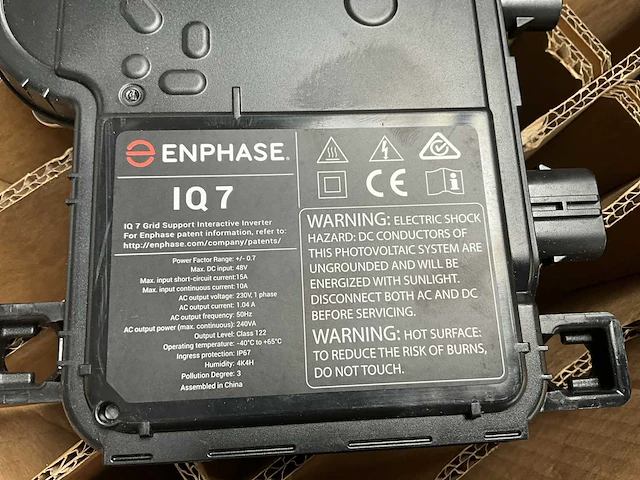 ENPHASE.
IQ 7
IQ 7 Grid Support Interactive Inverter
For Enphase patent information, refer to:
http://enphase.com/company/patents/
Power Factor Range: +/- 0.7
Max. DC input: 48V
Max. input short-circuit current:15A
Max. input continuous current: 10A
AC output voltage: 230V, 1 phase
AC output current: 1.04 A
AC output frequency: 50Hz
AC output power (max. continuous): 240VA
Output Level: Class 122
Operating temperature: -40°C to +65°C
Ingress protection: IP67
Humidity: 4K4H
Pollution Degree: 3
Assembled in China
CE
i
WARNING: ELECTRIC SHOCK
HAZARD: DC CONDUCTORS OF
THIS PHOTOVOLTAIC SYSTEM ARE
UNGROUNDED AND WILL BE
ENERGIZED WITH SUNLIGHT.
DISCONNECT BOTH AC AND DC
BEFORE SERVICING.
WARNING: HOT SURFACE:
TO REDUCE THE RISK OF BURNS,
DO NOT TOUCH.